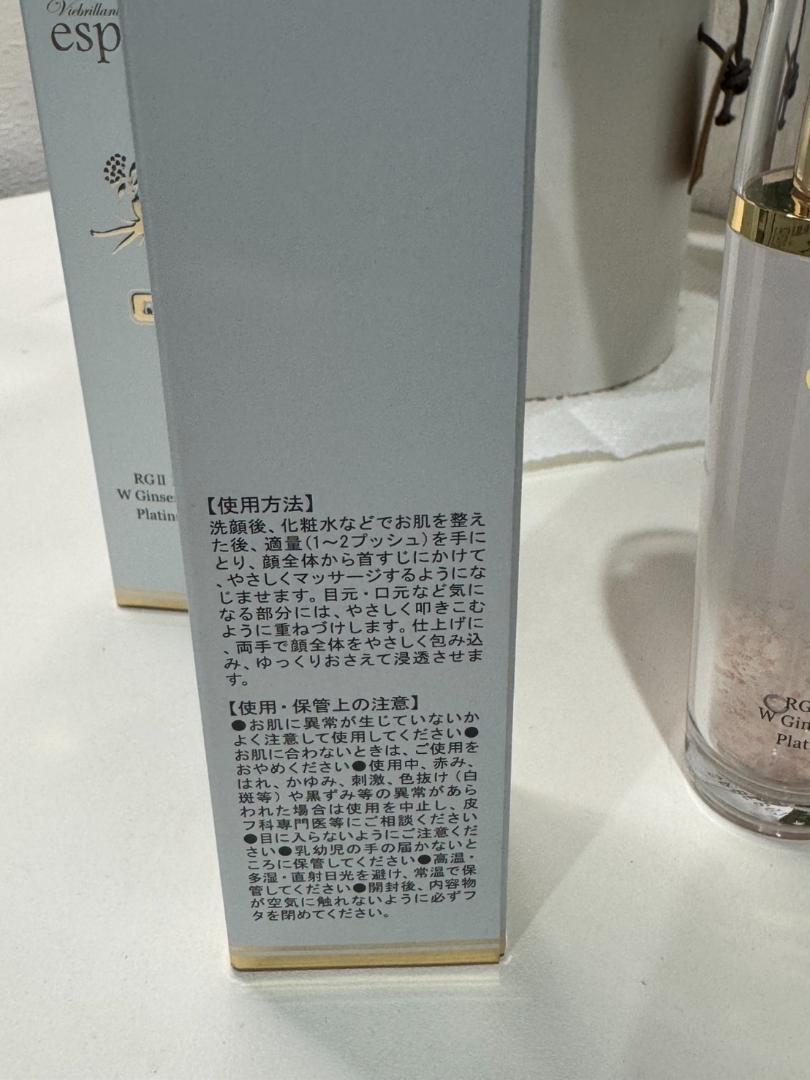 Viebrillan
esp
RGⅡ
W Ginse
Platin
【使用方法】
洗顔後、化粧水などでお肌を整え
た後、適量(1〜2プッシュ)を手に
とり、顔全体から首すじにかけて
、やさしくマッサージするようにな
じませます。目元・口元など気に
なる部分には、やさしく叩きこむ
ように重ねづけします。仕上げに
、両手で顔全体をやさしく包み込
み、ゆっくりおさえて浸透させま
す。
【使用・保管上の注意】
●お肌に異常が生じていないか
よく注意して使用してください●
お肌に合わないときは、ご使用を
おやめください●使用中、赤み、
はれ、かゆみ、刺激、色抜け(白
斑等)や黒ずみ等の異常があら
われた場合は使用を中止し、皮
フ科専門医等にご相談ください
●目に入らないようにご注意くだ
さい●乳幼児の手の届かないと
ころに保管してください●高温・
多湿・直射日光を避け、常温で保
管してください●開封後、内容物
が空気に触れないように必ずフ
タを閉めてください。
RG
W Gin
Plati